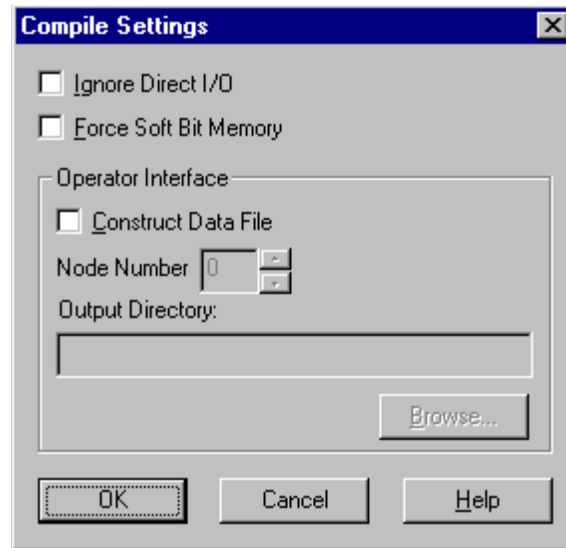 Compile Settings
Ignore Direct I/O
Force Soft Bit Memory
Operator Interface
Construct Data File
Node Number 0
Output Directory:
Browse...
OK Cancel Help